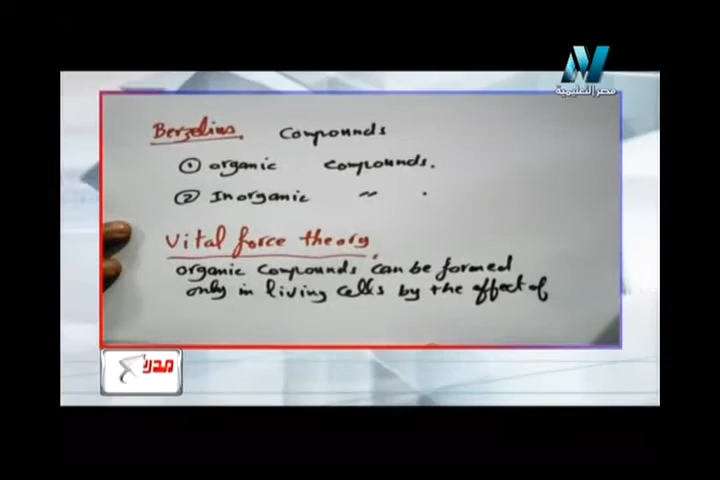 مصر التعليمية
Berzelius Compounds
① organic compounds.
② Inorganic " .
Vital force theory.
organic compounds can be formed
only in living cells by the effect of